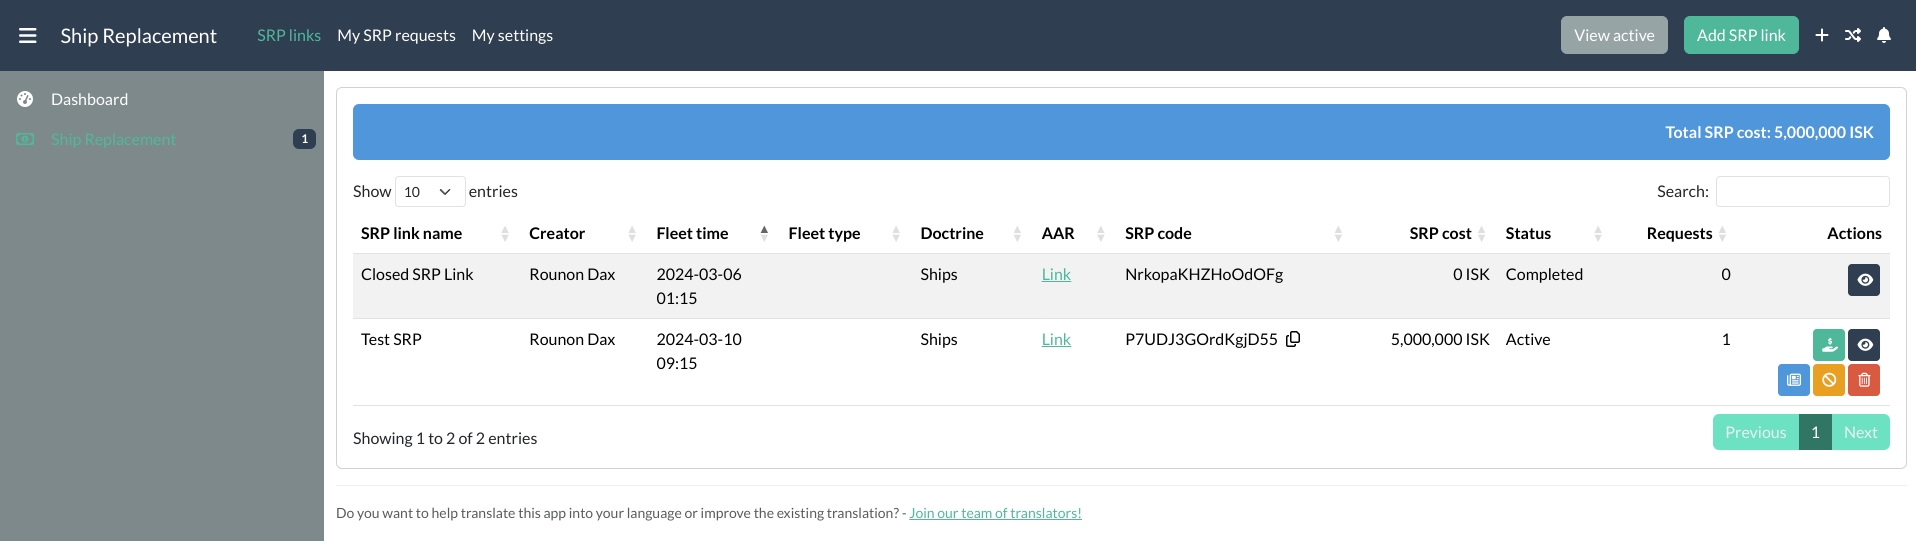 Ship Replacement SRP links My SRP requests My settings View active Add SRP link
Dashboard
Ship Replacement 1
Total SRP cost: 5,000,000 ISK
Show 10 entries Search:
SRP link name Creator Fleet time Fleet type Doctrine AAR SRP code SRP cost Status Requests Actions
Closed SRP Link Rounon Dax 2024-03-06 Ships Link NrkopaKHZHoOdOFg 0 ISK Completed 0
01:15
Test SRP Rounon Dax 2024-03-10 Ships Link P7UDJ3GOrdKgjD55 5,000,000 ISK Active 1
09:15
Showing 1 to 2 of 2 entries Previous 1 Next
Do you want to help translate this app into your language or improve the existing translation? - Join our team of translators!